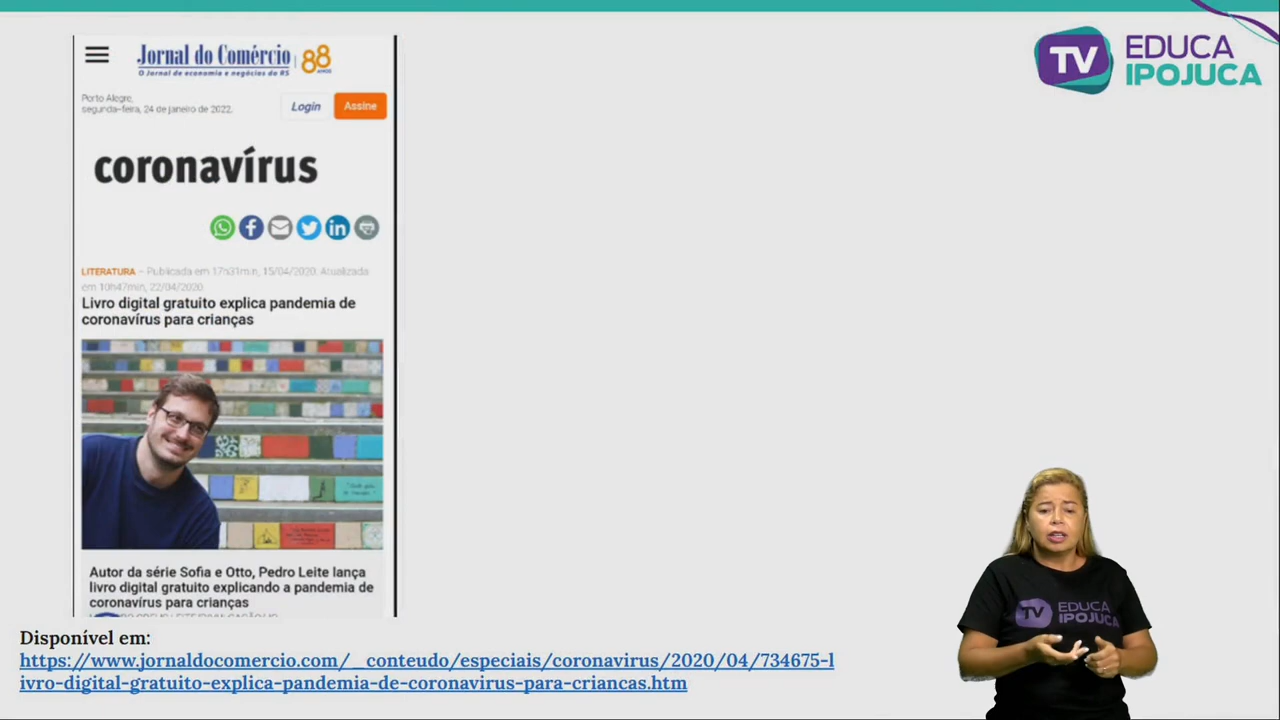 Jornal do Comércio | 88 ANOS
O Jornal de economia e negócios do RS
TV EDUCA
IPOJUCA
Porto Alegre,
segunda-feira, 24 de janeiro de 2022.
Login
Assine
coronavírus
LITERATURA - Publicada em 17h31min, 15/04/2020. Atualizada
em 10h47min, 22/04/2020
Livro digital gratuito explica pandemia de
coronavírus para crianças
Autor da série Sofia e Otto, Pedro Leite lança
livro digital gratuito explicando a pandemia de
coronavírus para crianças
TV EDUCA
IPOJUCA
Disponível em:
https://www.jornaldocomercio.com/_conteudo/especiais/coronavirus/2020/04/734675-l
ivro-digital-gratuito-explica-pandemia-de-coronavirus-para-criancas.htm